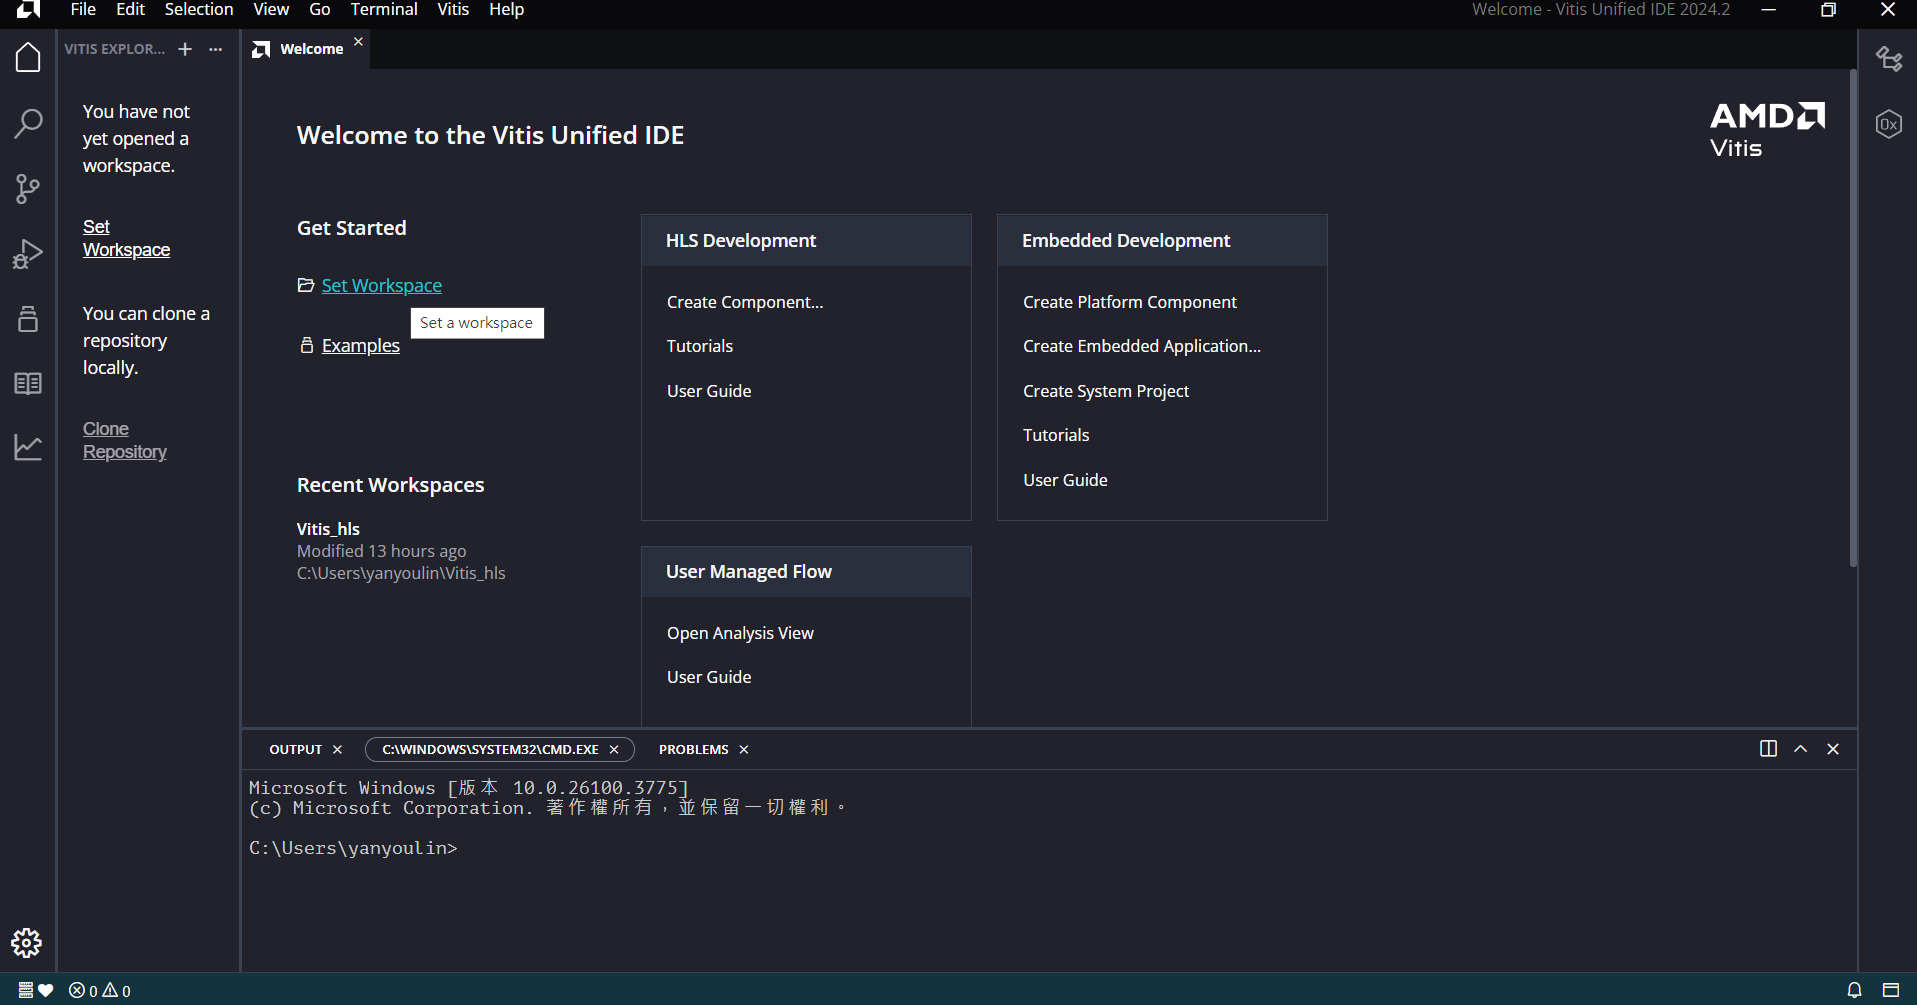 File Edit Selection View Go Terminal Vitis Help
Welcome - Vitis Unified IDE 2024.2
VITIS EXPLOR...
Welcome
You have not
yet opened a
workspace.
Set
Workspace
You can clone a
repository
locally.
Clone
Repository
Welcome to the Vitis Unified IDE
AMD
Vitis
0x
Get Started
Set Workspace
Set a workspace
Examples
Recent Workspaces
Vitis_hls
Modified 13 hours ago
C:\Users\yanyoulin\Vitis_hls
HLS Development
Create Component...
Tutorials
User Guide
Embedded Development
Create Platform Component
Create Embedded Application...
Create System Project
Tutorials
User Guide
User Managed Flow
Open Analysis View
User Guide
OUTPUT C:\WINDOWS\SYSTEM32\CMD.EXE PROBLEMS
Microsoft Windows [版本 10.0.26100.3775]
(c) Microsoft Corporation. 著作權所有，並保留一切權利。
C:\Users\yanyoulin>
0 0